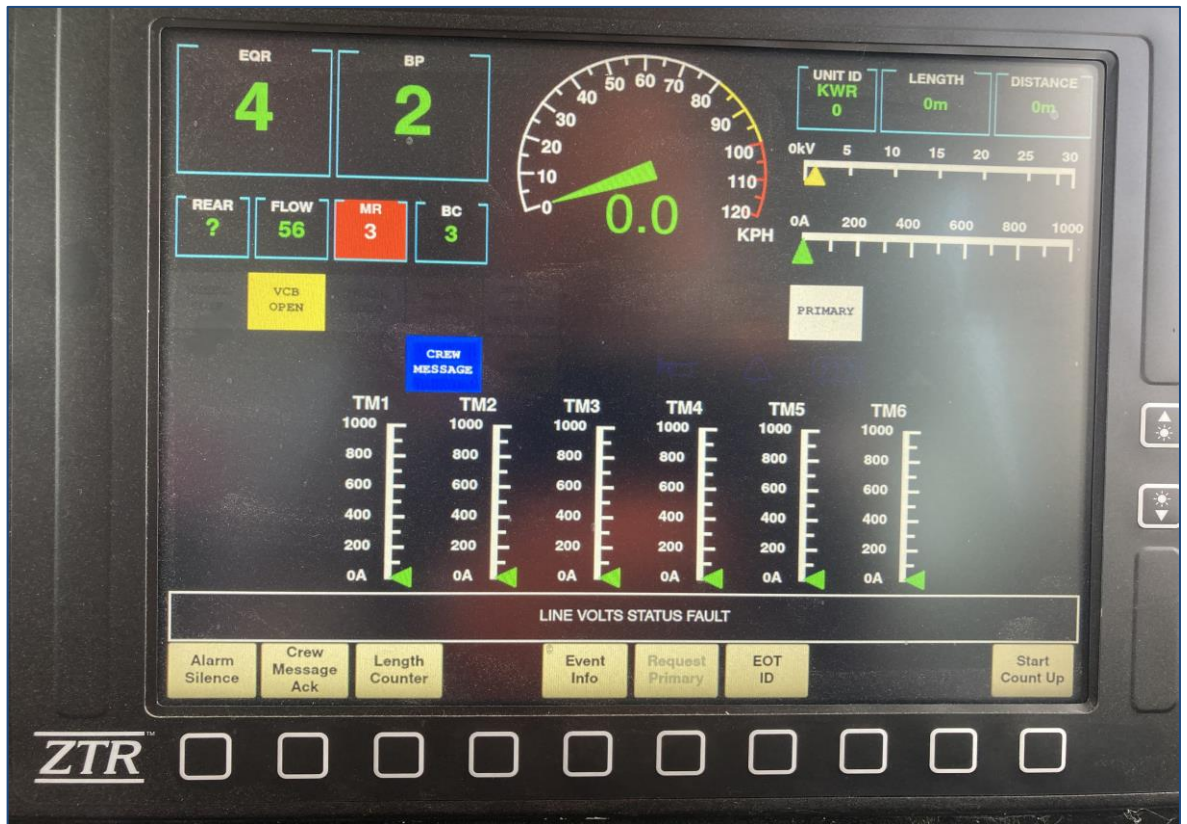 EQR
4
BP
2
REAR
?
FLOW
56
MR
3
BC
3
0
10
20
30
40
50
60
70
80
90
100
110
120
KPH
0.0
UNIT ID
KWR
0
LENGTH
0m
DISTANCE
0m
0kV 5 10 15 20 25 30
0A 200 400 600 800 1000
VCB
OPEN
PRIMARY
CREW
MESSAGE
TM1 TM2 TM3 TM4 TM5 TM6
1000 1000 1000 1000 1000 1000
800 800 800 800 800 800
600 600 600 600 600 600
400 400 400 400 400 400
200 200 200 200 200 200
0A 0A 0A 0A 0A 0A
LINE VOLTS STATUS FAULT
Alarm
Silence
Crew
Message
Ack
Length
Counter
Event
Info
Request
Primary
EOT
ID
Start
Count Up
ZTR™